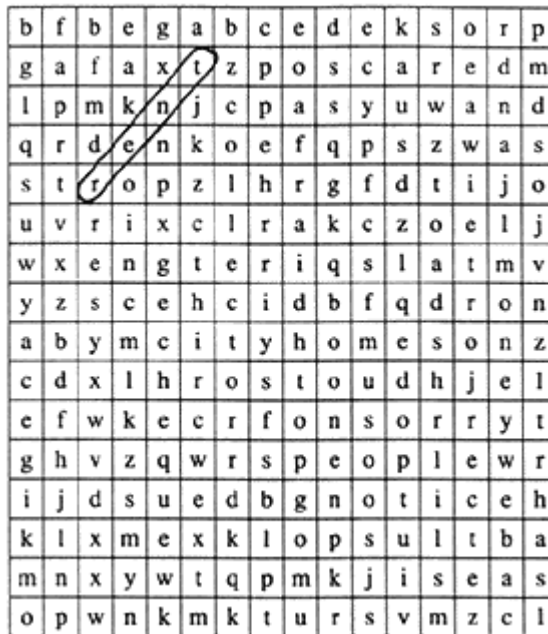 b f b e g a b c e d e k s o r p
g a f a x t z p o s c a r e d m
l p m k n j c p a s y u w a n d
q r d e n k o e f q p s z w a s
s t r o p z l h r g f d t i j o
u v r i x c l r a k c z o e l j
w x e n g t e r i q s l a t m v
y z s c e h c i d b f q d r o n
a b y m c i t y h o m e s o n z
c d x l h r o s t o u d h j e l
e f w k e c r f o n s o r r y t
g h v z q w r s p e o p l e w r
i j d s u e d b g n o t i c e h
k l x m e x k l o p s u l t b a
m n x y w t q p m k j i s e a s
o p w n k m k t u r s v m z c l